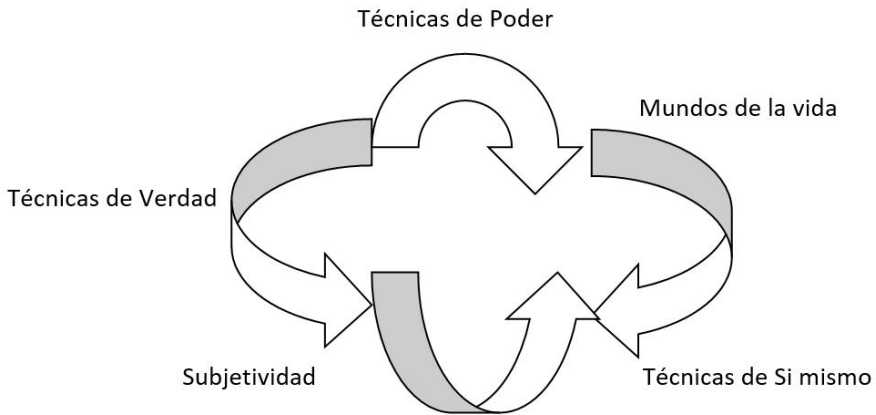 Técnicas de Poder
Mundos de la vida
Técnicas de Verdad
Subjetividad
Técnicas de Si mismo